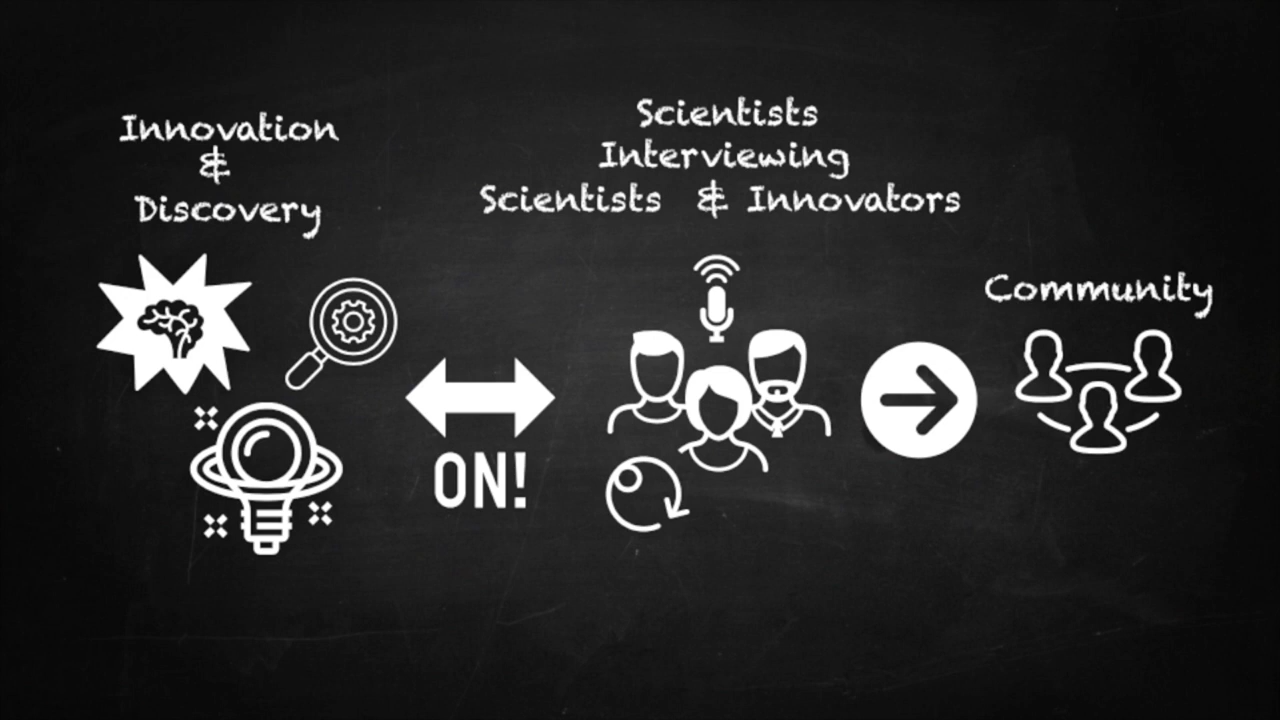 Innovation
&
Discovery
Scientists
Interviewing
Scientists & Innovators
Community
ON!